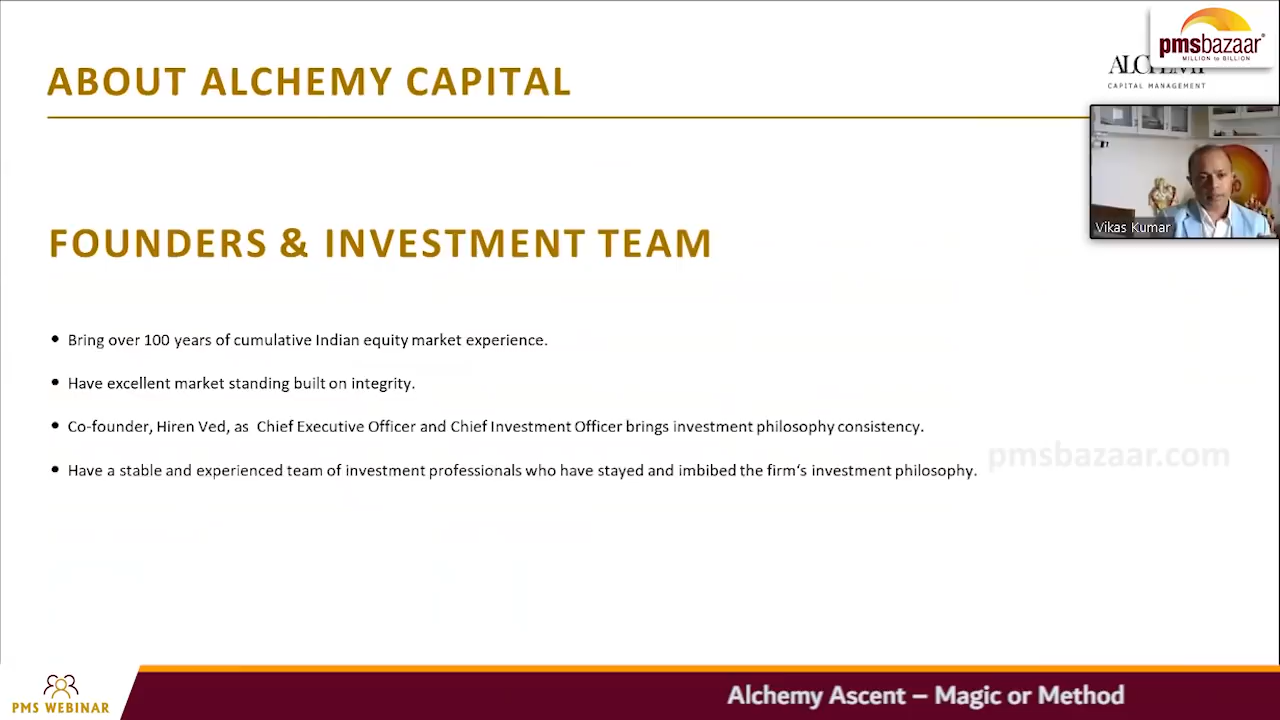 pmsbazaar
MILLION to BILLION
ABOUT ALCHEMY CAPITAL
CAPITAL MANAGEMENT
Vikas Kumar
FOUNDERS & INVESTMENT TEAM
• Bring over 100 years of cumulative Indian equity market experience.
• Have excellent market standing built on integrity.
• Co-founder, Hiren Ved, as Chief Executive Officer and Chief Investment Officer brings investment philosophy consistency.
pmsbazaar.com
• Have a stable and experienced team of investment professionals who have stayed and imbibed the firm's investment philosophy.
PMS WEBINAR
Alchemy Ascent – Magic or Method